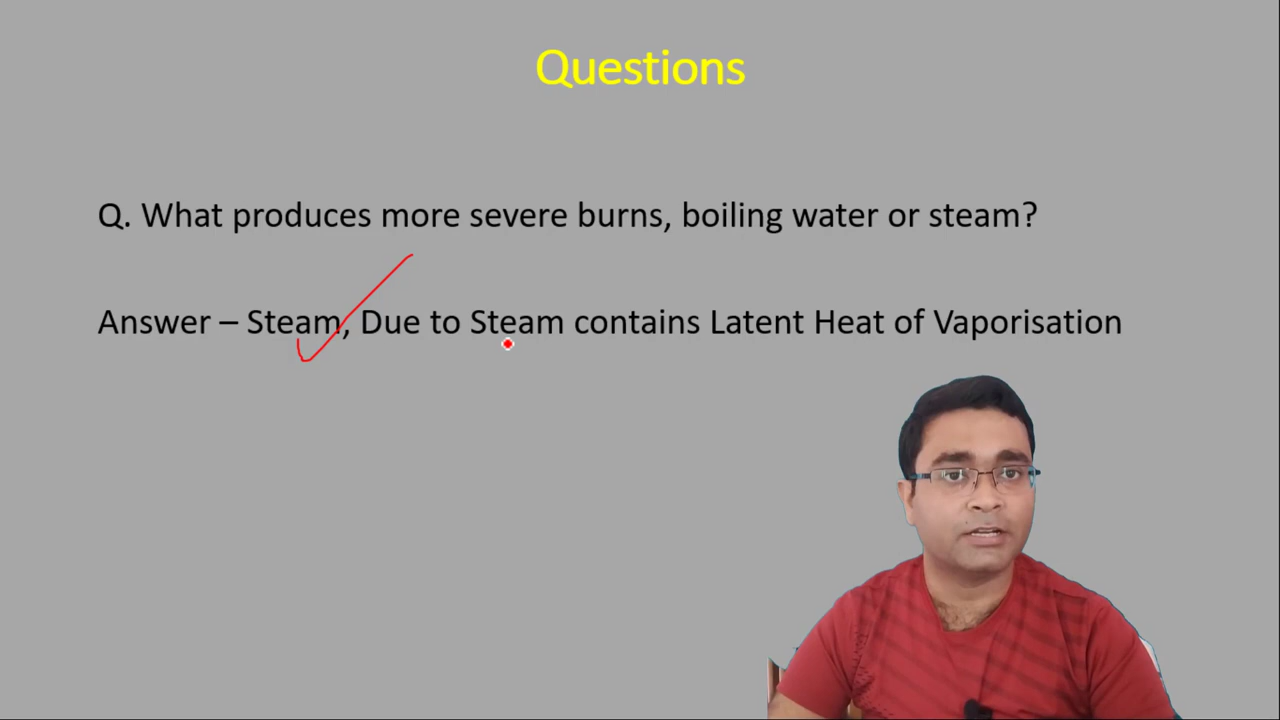 Questions
Q. What produces more severe burns, boiling water or steam?
Answer – Steam, Due to Steam contains Latent Heat of Vaporisation